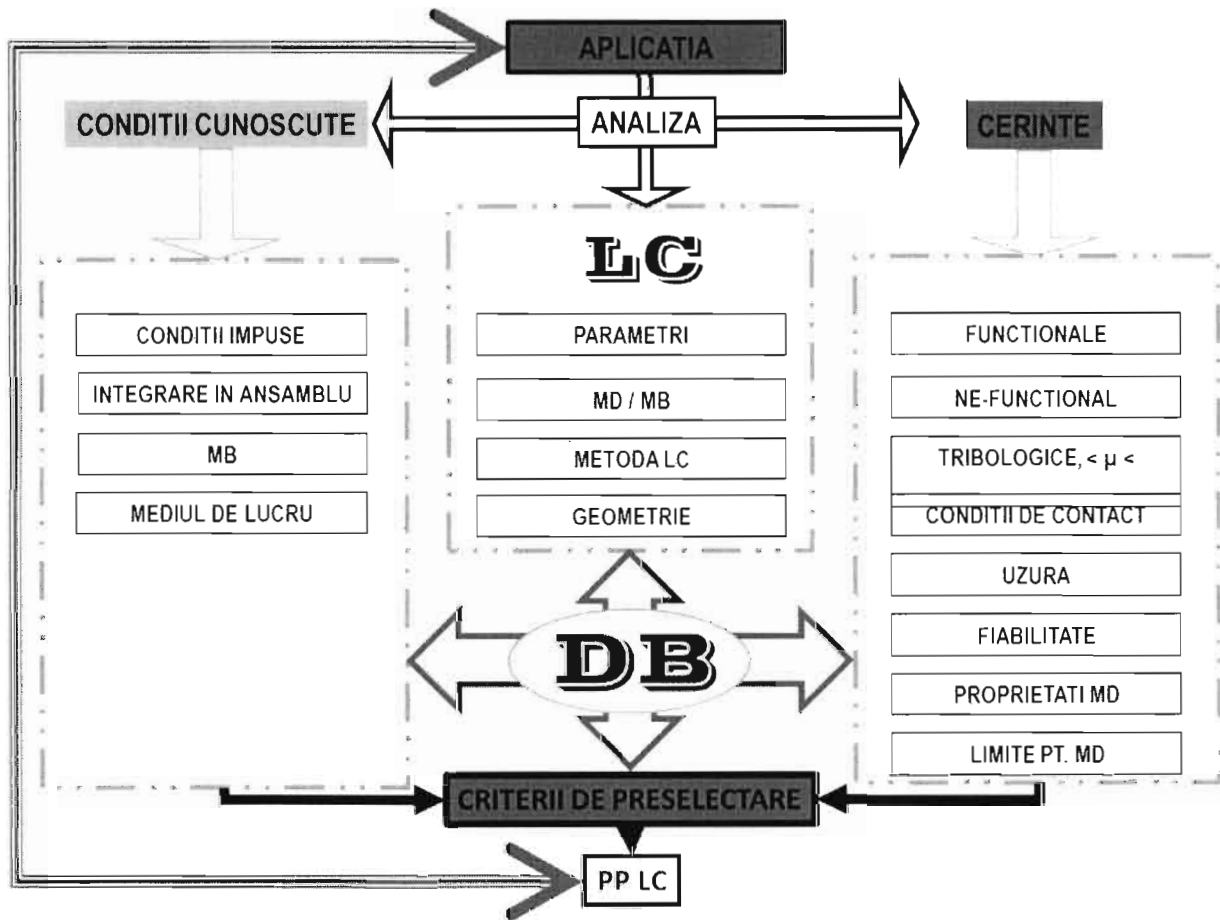 APLICATIA
CONDITII CUNOSCUTE
ANALIZA
CERINTE
CONDITII IMPUSE
INTEGRARE IN ANSAMBLU
MB
MEDIUL DE LUCRU
LC
PARAMETRI
MD / MB
METODA LC
GEOMETRIE
FUNCTIONALE
NE-FUNCTIONAL
TRIBOLOGICE, < μ <
CONDITII DE CONTACT
UZURA
FIABILITATE
PROPRIETATI MD
LIMITE PT. MD
DB
CRITERII DE PRESELECTARE
PP LC